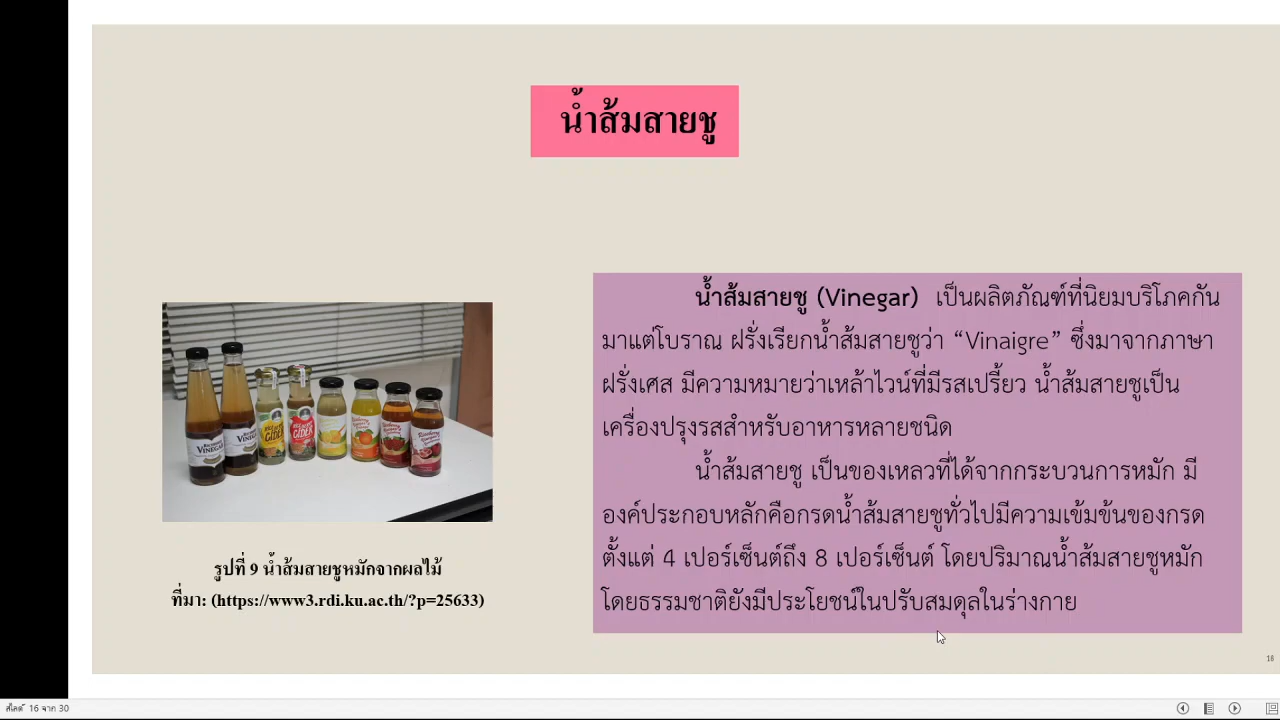 น้ำส้มสายชู
น้ำส้มสายชู (Vinegar) เป็นผลิตภัณฑ์ที่นิยมบริโภคกัน
มาแต่โบราณ ฝรั่งเรียกน้ำส้มสายชูว่า “Vinaigre” ซึ่งมาจากภาษา
ฝรั่งเศส มีความหมายว่าเหล้าไวน์ที่มีรสเปรี้ยว น้ำส้มสายชูเป็น
เครื่องปรุงรสสำหรับอาหารหลายชนิด
น้ำส้มสายชู เป็นของเหลวที่ได้จากกระบวนการหมัก มี
องค์ประกอบหลักคือกรดน้ำส้มสายชูทั่วไปมีความเข้มข้นของกรด
ตั้งแต่ 4 เปอร์เซ็นต์ถึง 8 เปอร์เซ็นต์ โดยปริมาณน้ำส้มสายชูหมัก
โดยธรรมชาติยังมีประโยชน์ในปรับสมดุลในร่างกาย
VINEGAR
VINEGAR
CIDER
CIDER
รูปที่ 9 น้ำส้มสายชูหมักจากผลไม้
ที่มา: (https://www3.rdi.ku.ac.th/?p=25633)
สไลด์ 16 จาก 30